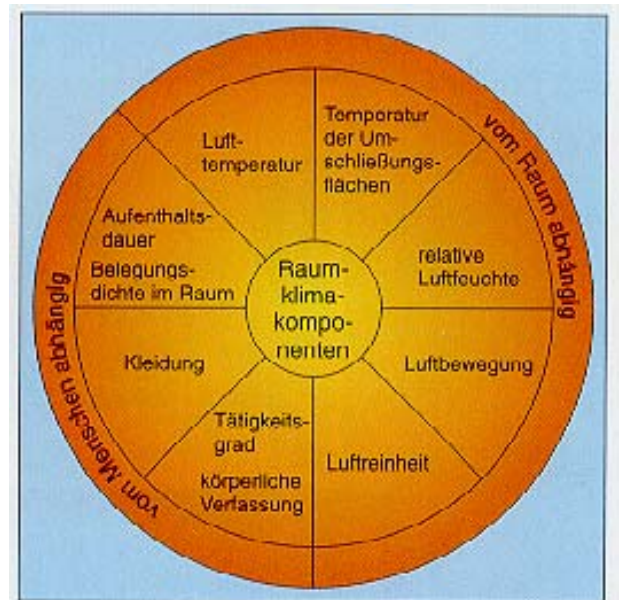 Raum-
klima-
kompo-
nenten
Luft-
temperatur
Temporatur
der Um-
schließungs-
flächen
relative
Luftfeuchte
Luftbewegung
Luftreinheit
Tätigkeits-
grad
körperliche
Verfassung
Kleidung
Aufenthalts-
dauer
Belegungs-
dichte im Raum
vom Raum abhängig
vom Menschen abhängig